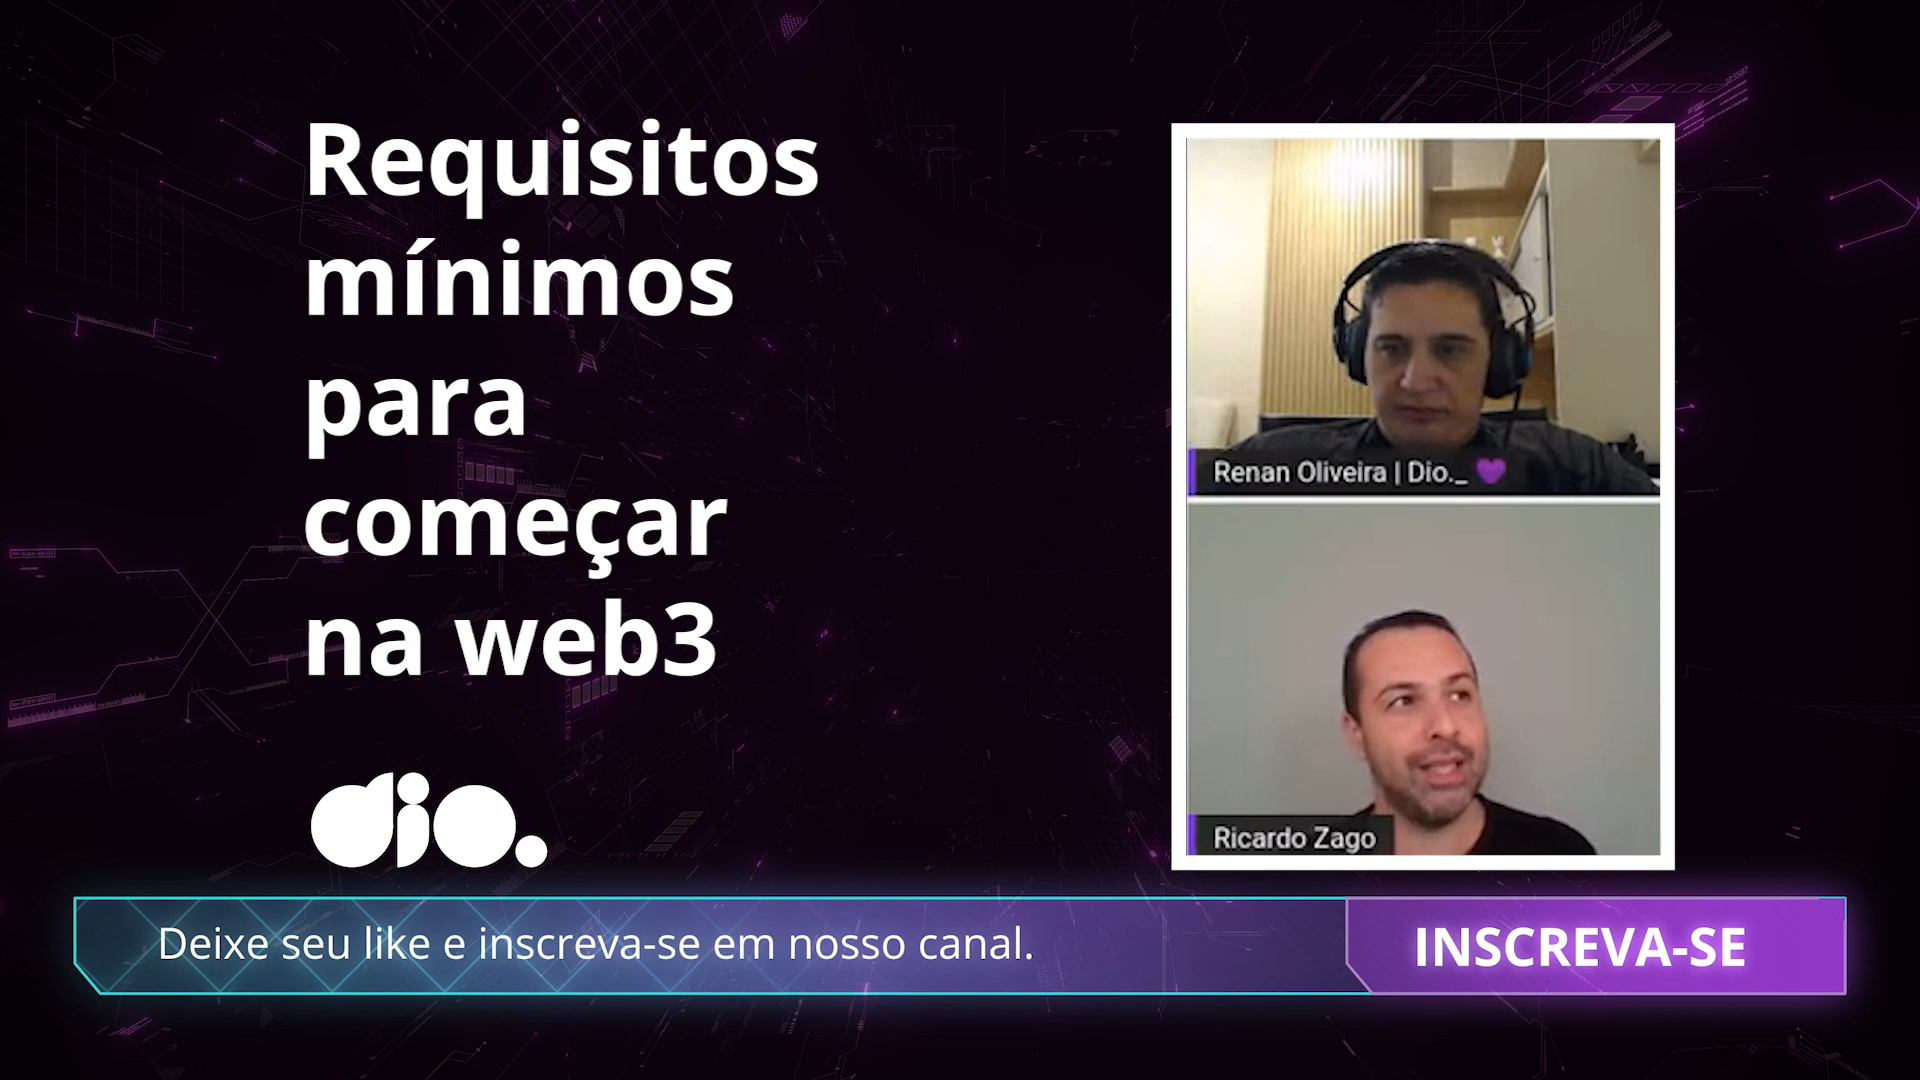 Requisitos
mínimos
para
começar
na web3
dio.
Renan Oliveira | Dio._ 💜
Ricardo Zago
Deixe seu like e inscreva-se em nosso canal.
INSCREVA-SE